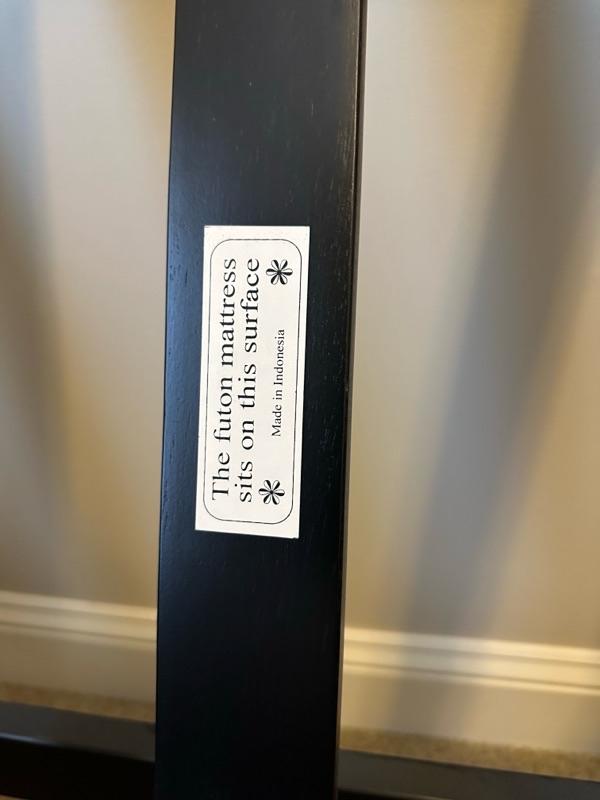 The futon mattress
sits on this surface
Made in Indonesia